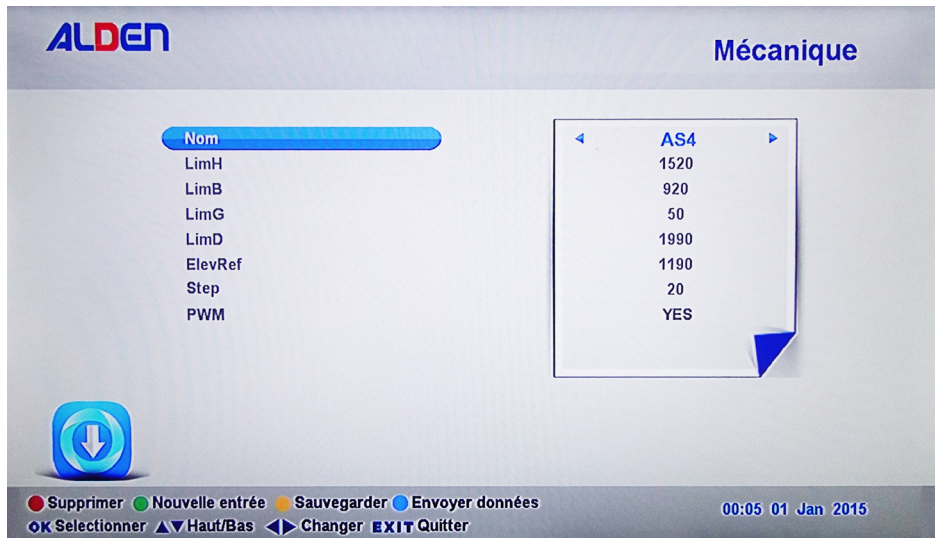 ALDEN
Mécanique
Nom AS4
LimH 1520
LimB 920
LimG 50
LimD 1990
ElevRef 1190
Step 20
PWM YES
Supprimer Nouvelle entrée Sauvegarder Envoyer données
OK Selectionner Haut/Bas Changer EXIT Quitter
00:05 01 Jan 2015